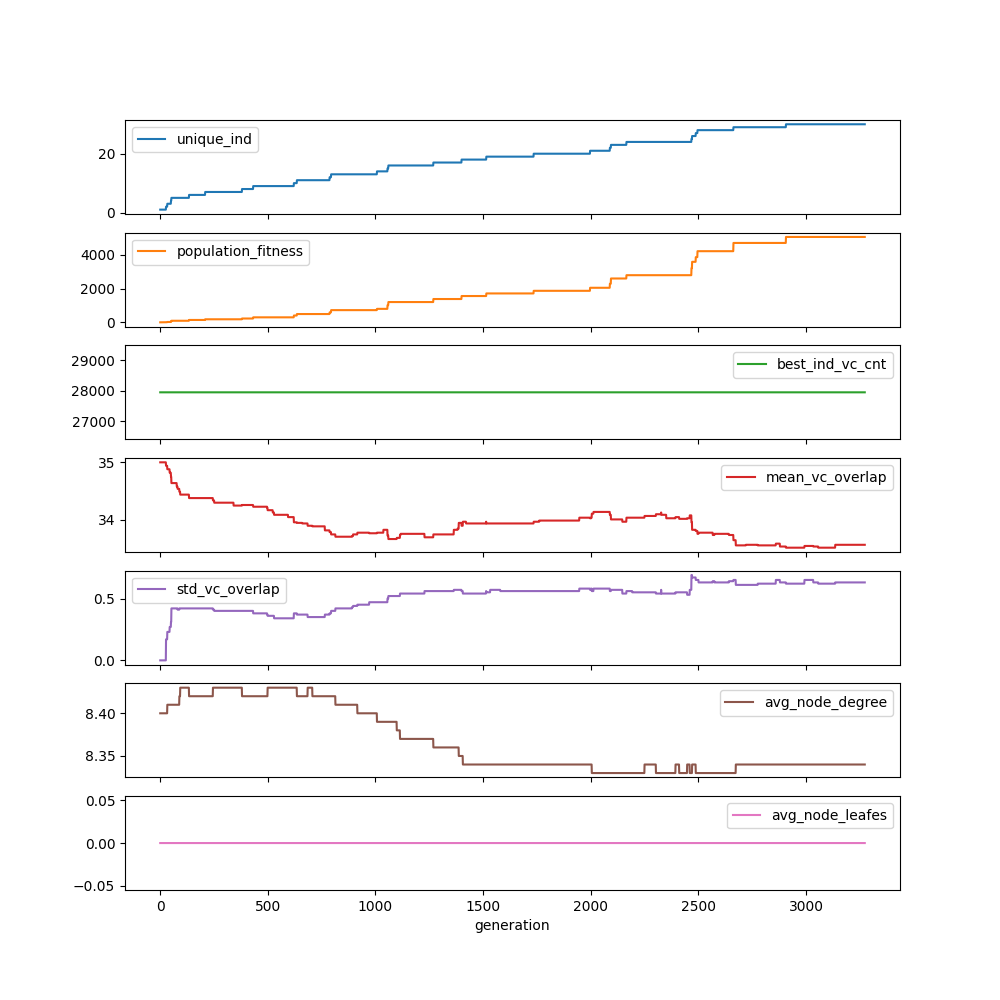 unique_ind
20
0
population_fitness
4000
2000
0
best_ind_vc_cnt
29000
28000
27000
mean_vc_overlap
35
34
std_vc_overlap
0.5
0.0
avg_node_degree
8.40
8.35
avg_node_leafes
0.05
0.00
−0.05
0 500 1000 1500 2000 2500 3000
generation